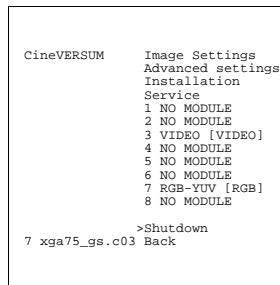 CineVERSUM Image Settings
Advanced settings
Installation
Service
1 NO MODULE
2 NO MODULE
3 VIDEO [VIDEO]
4 NO MODULE
5 NO MODULE
6 NO MODULE
7 RGB-YUV [RGB]
8 NO MODULE
>Shutdown
7 xga75_gs.c03 Back